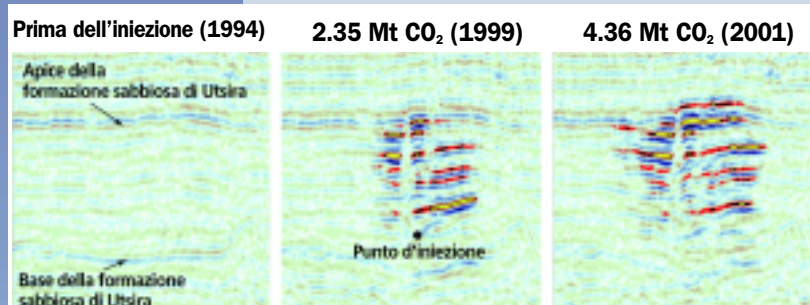 Prima dell'iniezione (1994)
2.35 Mt CO₂ (1999)
4.36 Mt CO₂ (2001)
Apice della
formazione sabbiosa di Utsira
Punto d'iniezione
Base della formazione
sabbiosa di Utsira